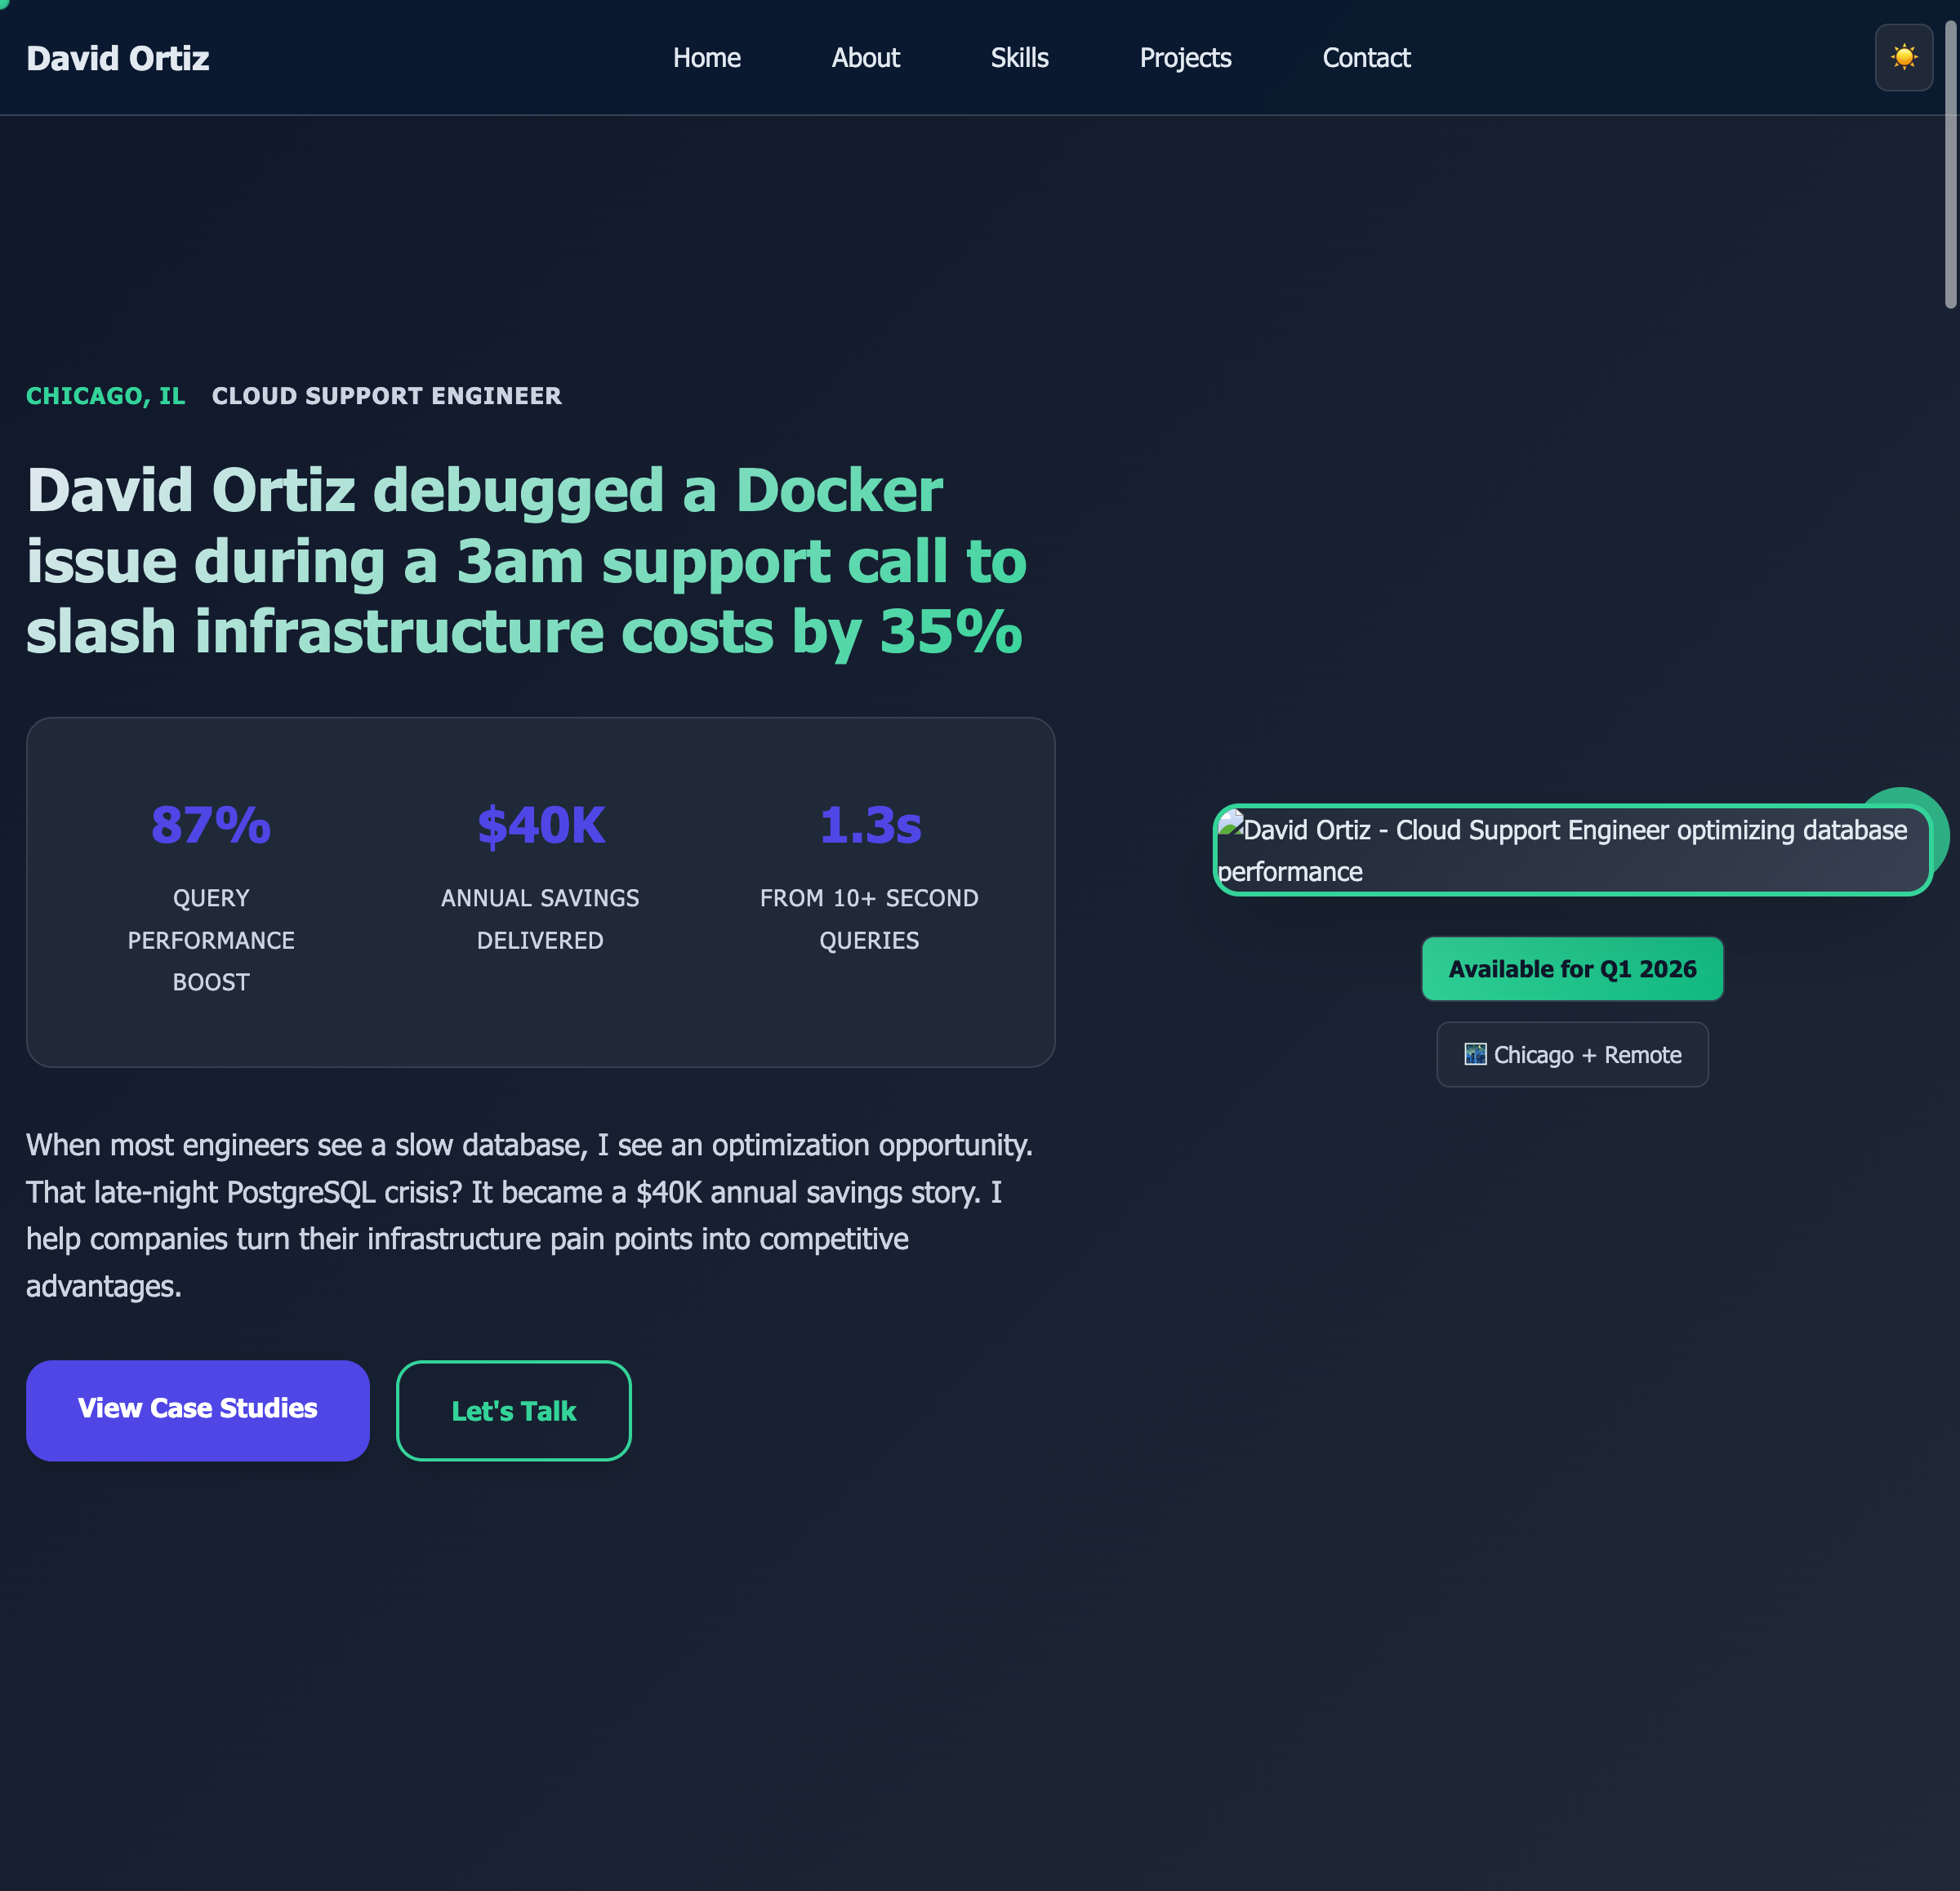 David Ortiz
Home
About
Skills
Projects
Contact
CHICAGO, IL CLOUD SUPPORT ENGINEER
David Ortiz debugged a Docker
issue during a 3am support call to
slash infrastructure costs by 35%
87%
QUERY
PERFORMANCE
BOOST
$40K
ANNUAL SAVINGS
DELIVERED
1.3s
FROM 10+ SECOND
QUERIES
When most engineers see a slow database, I see an optimization opportunity.
That late-night PostgreSQL crisis? It became a $40K annual savings story. I
help companies turn their infrastructure pain points into competitive
advantages.
View Case Studies
Let's Talk
David Ortiz - Cloud Support Engineer optimizing database
performance
Available for Q1 2026
Chicago + Remote